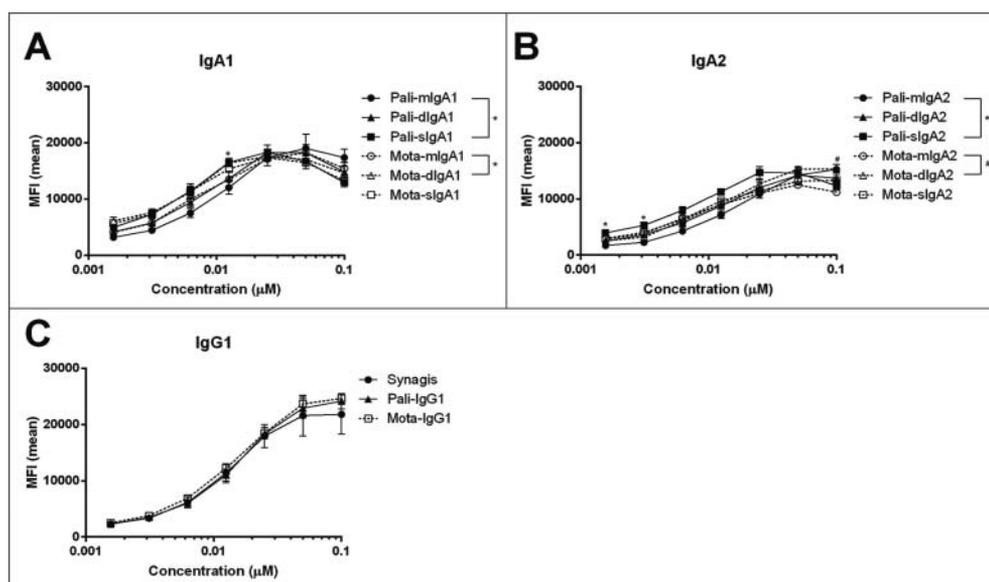 A
IgA1
30000
20000
10000
0
MFI (mean)
0.001
0.01
0.1
Concentration (μM)
*
Pali-mIgA1
Pali-dIgA1
Pali-sIgA1
Mota-mIgA1
Mota-dIgA1
Mota-sIgA1
*
*
B
IgA2
30000
20000
10000
0
MFI (mean)
0.001
0.01
0.1
Concentration (μM)
*
*
#
Pali-mIgA2
Pali-dIgA2
Pali-sIgA2
Mota-mIgA2
Mota-dIgA2
Mota-sIgA2
*
#
C
IgG1
30000
20000
10000
0
MFI (mean)
0.001
0.01
0.1
Concentration (μM)
Synagis
Pali-IgG1
Mota-IgG1